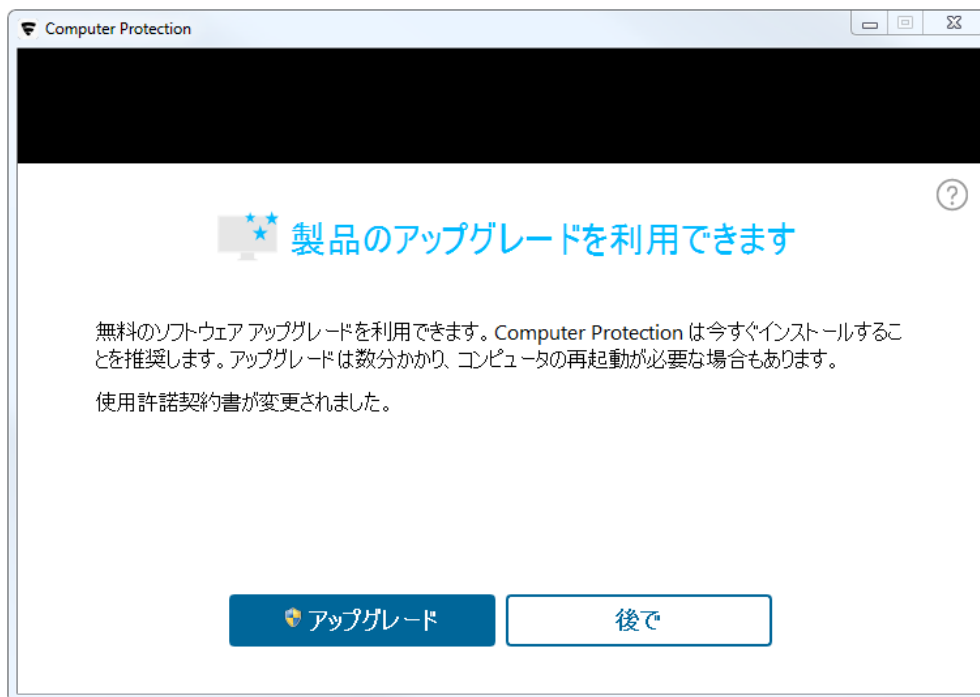 Computer Protection
製品のアップグレードを利用できます
無料のソフトウェア アップグレードを利用できます。Computer Protection は今すぐインストールするこ
とを推奨します。アップグレードは数分かかり、コンピュータの再起動が必要な場合もあります。
使用許諾契約書が変更されました。
アップグレード
後で